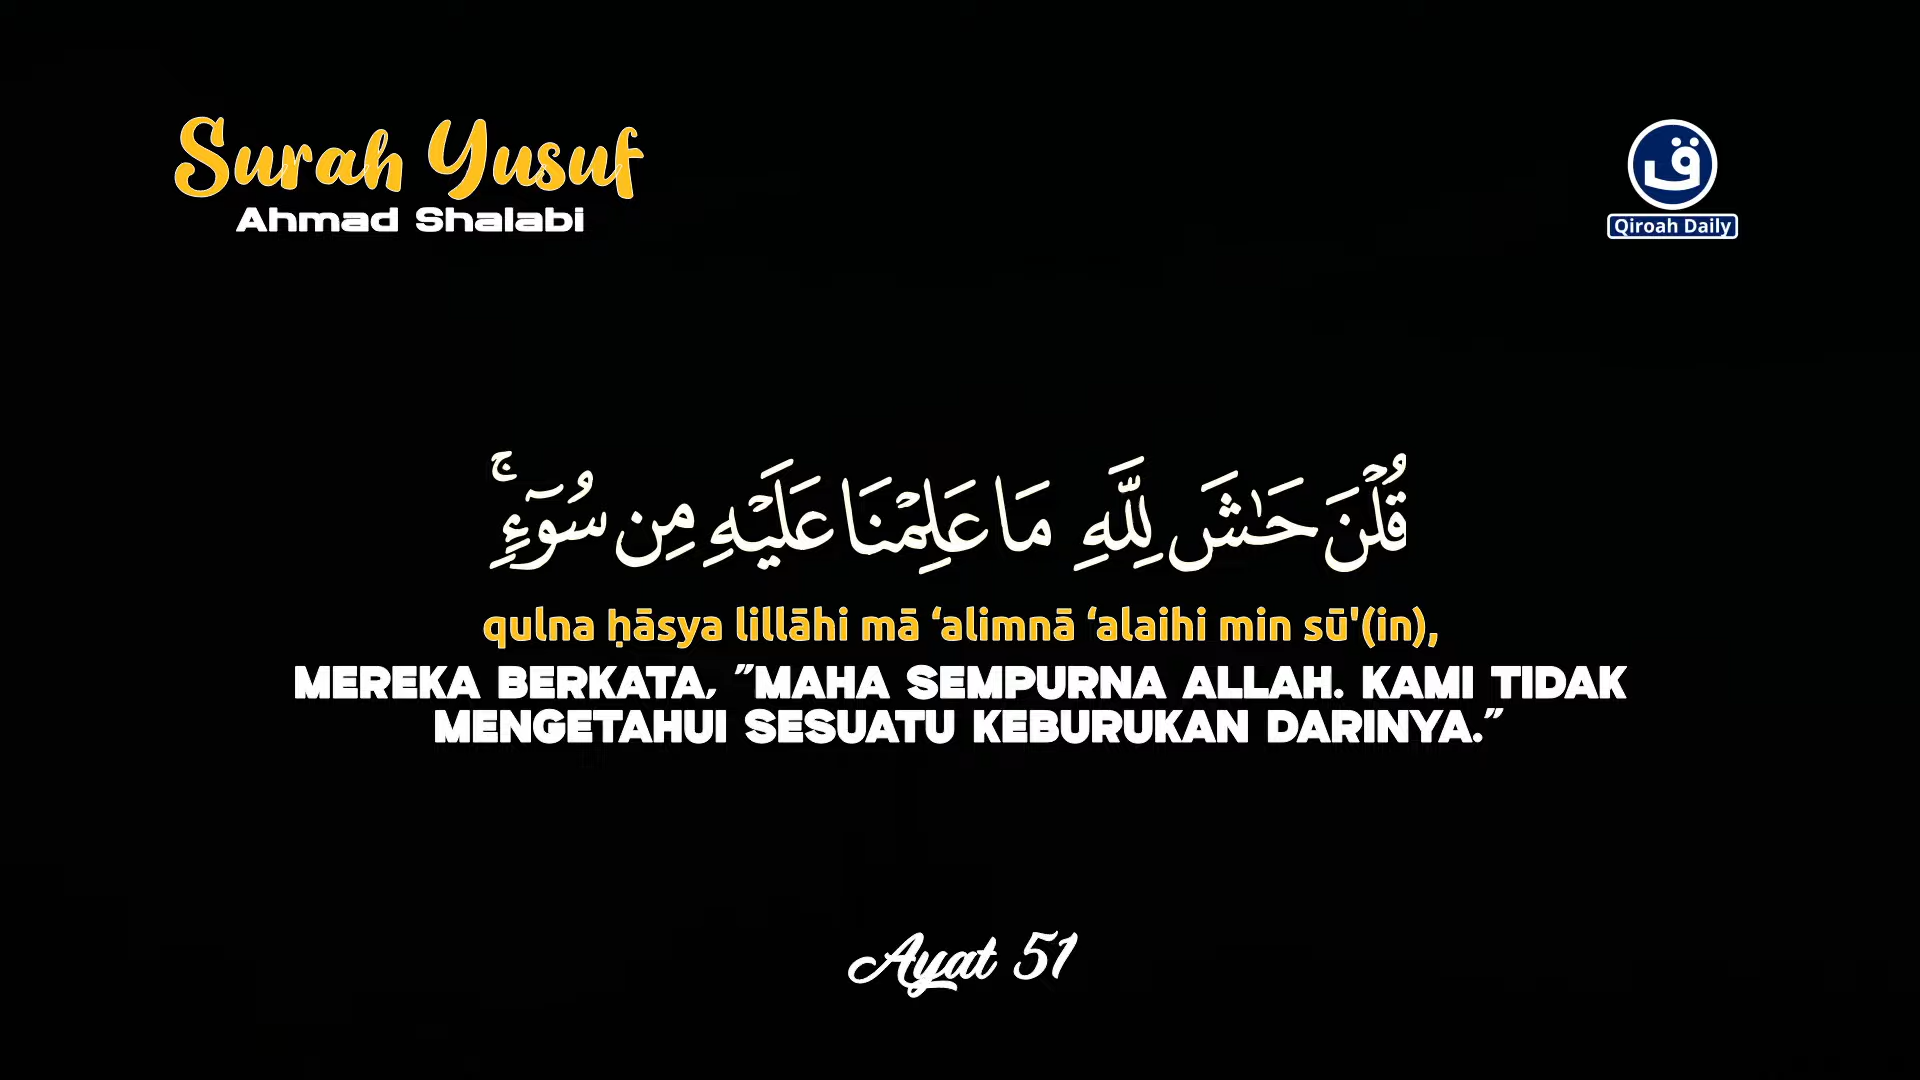 Surah Yusuf
Ahmad Shalabi
ق
Qiroah Daily
قُلْنَ حَٰشَ لِلَّهِ مَا عَلِمْنَا عَلَيْهِ مِن سُوٓءٍۚ
qulna ḥāsya lillāhi mā ‘alimnā ‘alaihi min sū'(in),
MEREKA BERKATA, "MAHA SEMPURNA ALLAH. KAMI TIDAK
MENGETAHUI SESUATU KEBURUKAN DARINYA."
Ayat 51